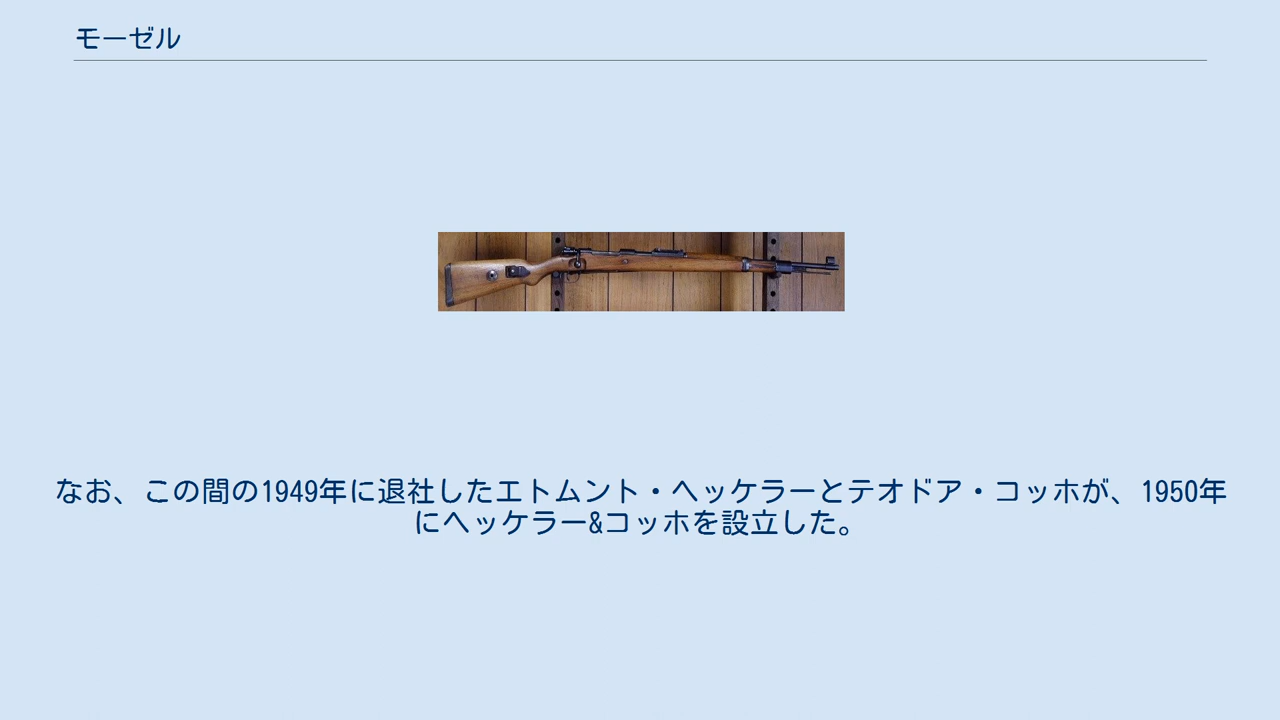 モーゼル
なお、この間の1949年に退社したエトムント・ヘッケラーとテオドア・コッホが、1950年
にヘッケラー&コッホを設立した。